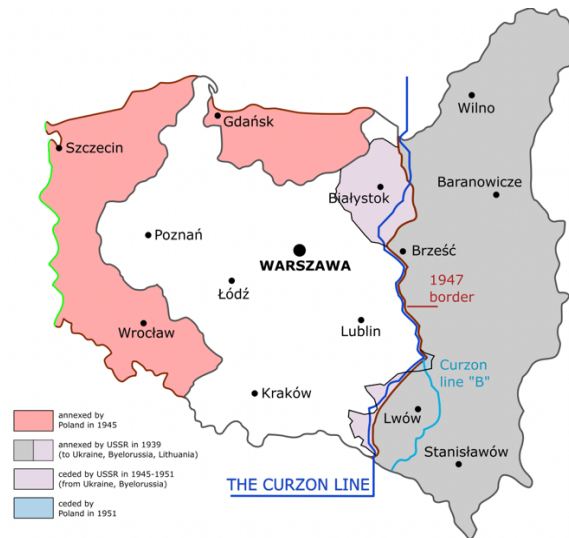 Wilno
Gdańsk
Szczecin
Baranowicze
Białystok
Poznań
Brześć
WARSZAWA
1947
border
Łódź
Wrocław
Lublin
Curzon
line "B"
Kraków
Lwów
annexed by
Poland in 1945
annexed by USSR in 1939
(to Ukraine, Byelorussia, Lithuania)
Stanisławów
ceded by USSR in 1945-1951
(from Ukraine, Byelorussia)
THE CURZON LINE
ceded by
Poland in 1951